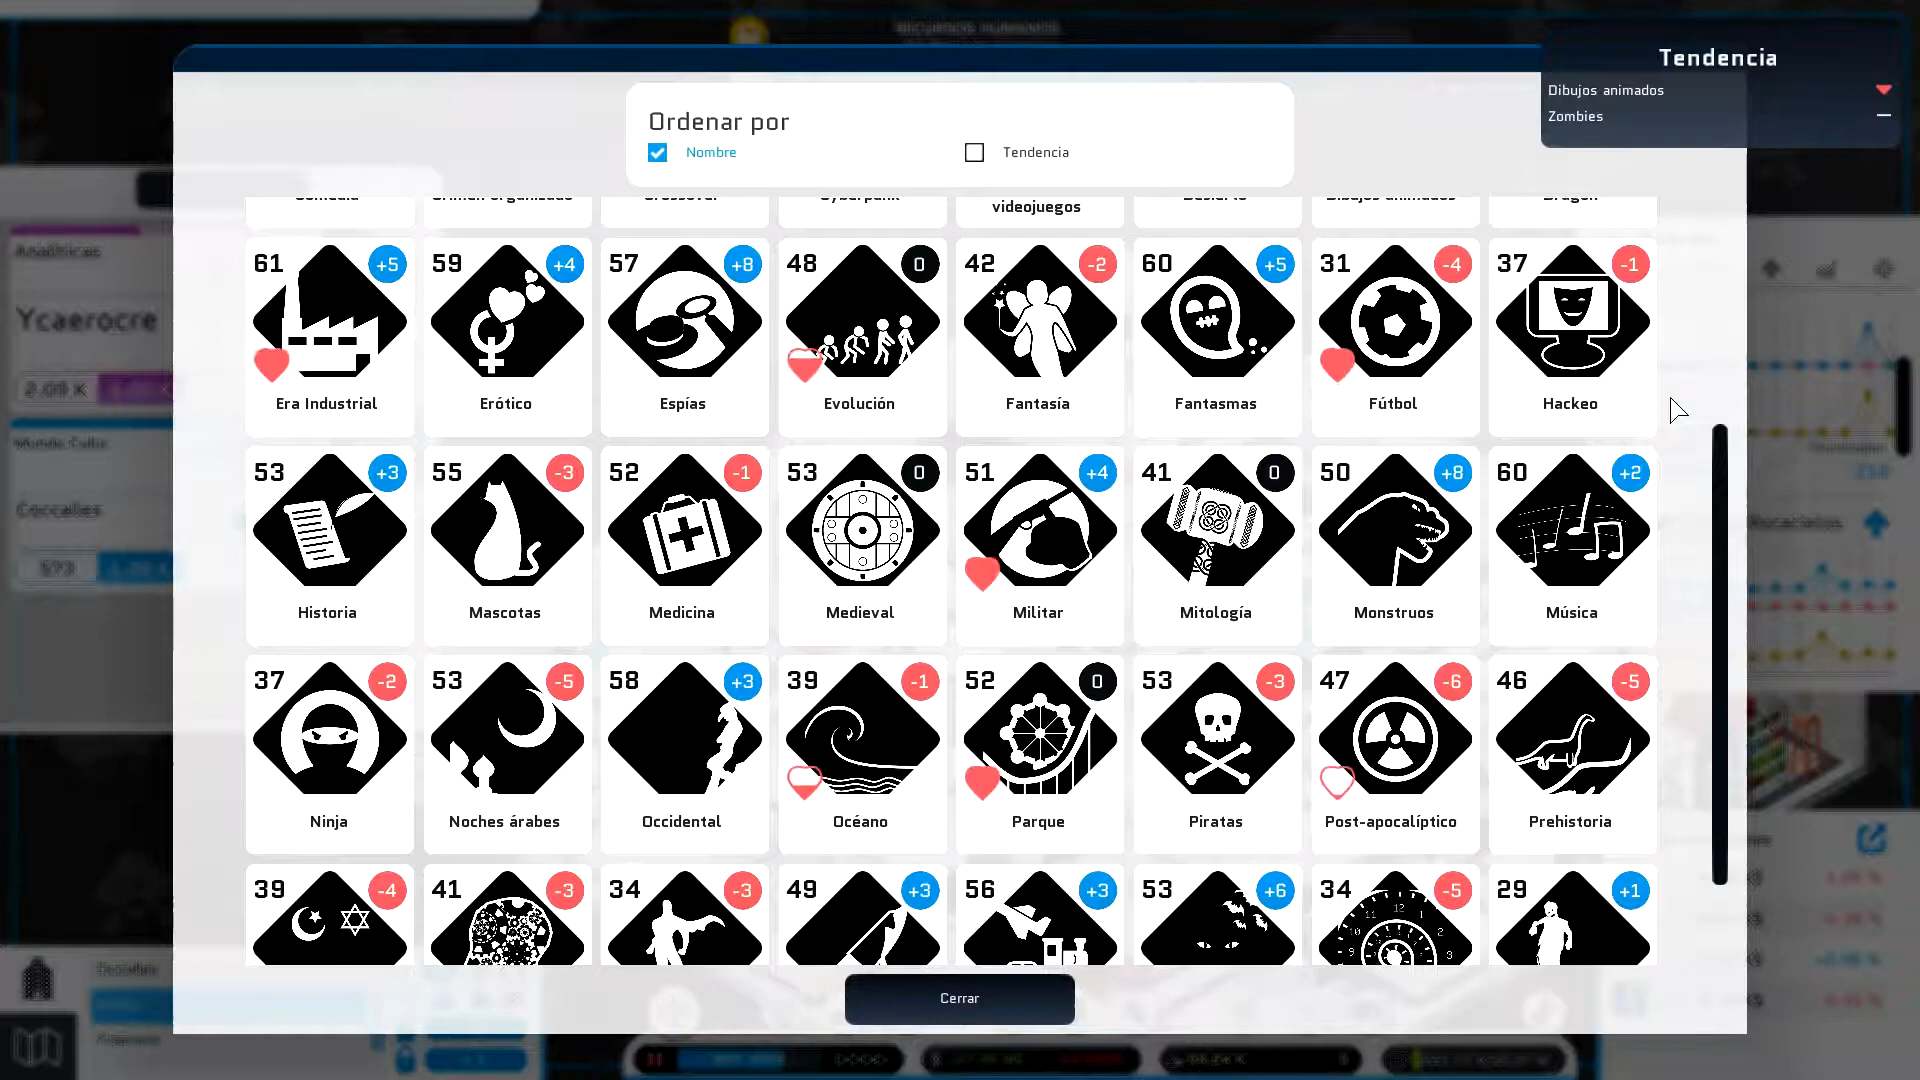 Tendencia
Dibujos animados
Zombies
Ordenar por
Nombre
Tendencia
videojuegos
61 +5 59 +4 57 +8 48 0 42 -2 60 +5 31 -4 37 -1
Era Industrial Erótico Espías Evolución Fantasía Fantasmas Fútbol Hackeo
53 +3 55 -3 52 -1 53 0 51 +4 41 0 50 +8 60 +2
Historia Mascotas Medicina Medieval Militar Mitología Monstruos Música
37 -2 53 -5 58 +3 39 -1 52 0 53 -3 47 -6 46 -5
Ninja Noches árabes Occidental Océano Parque Piratas Post-apocalíptico Prehistoria
39 -4 41 -3 34 -3 49 +3 56 +3 53 +6 34 -5 29 +1
Cerrar
Ycaerocre